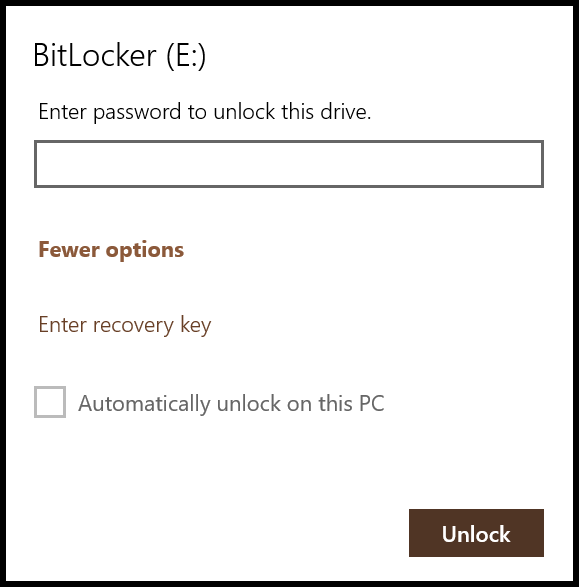 BitLocker (E:)
Enter password to unlock this drive.
Fewer options
Enter recovery key
Automatically unlock on this PC
Unlock